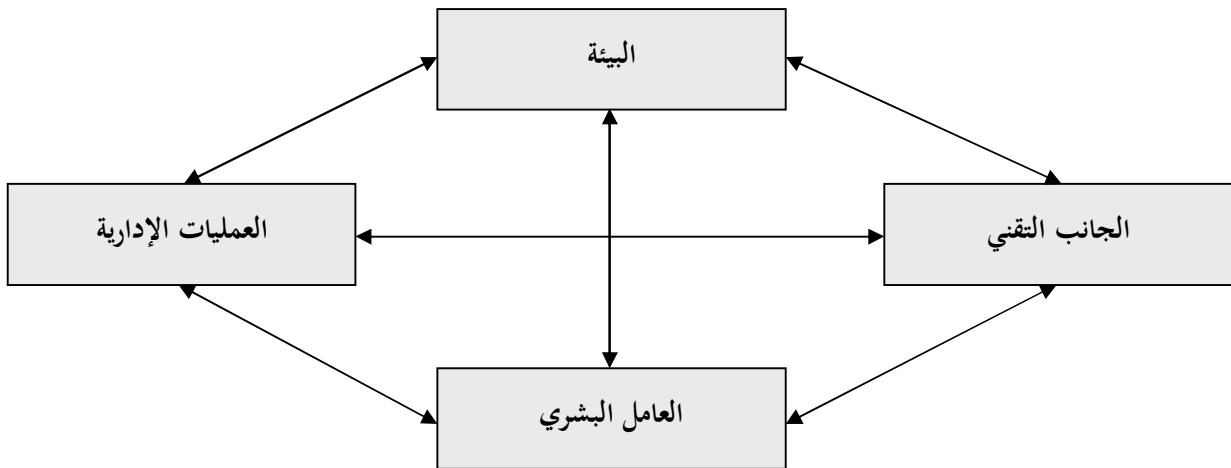 البيئة
الجانب التقني
العمليات الإدارية
العامل البشري